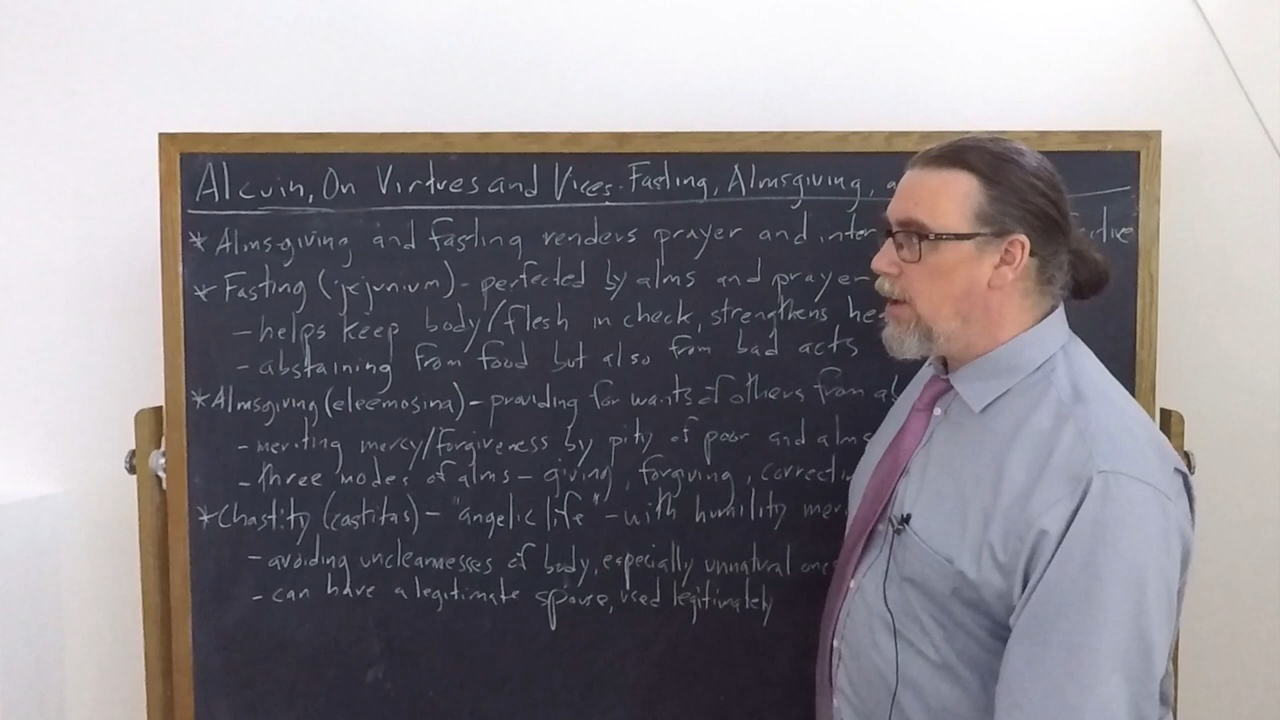 Alcuin, On Virtues and Vices. Fasting, Almsgiving, a
* Almsgiving and fasting renders prayer and inter
* Fasting (jejunium) - perfected by alms and prayer
- helps keep body/flesh in check, strengthens he
- abstaining from food but also from bad acts
* Almsgiving (eleemosina) - providing for wants of others from
- meriting mercy/forgiveness by pity of poor and alms
- three modes of alms - giving, forgiving, correctin
* Chastity (castitas) - "angelic life" - with humility mer
- avoiding uncleannesses of body, especially unnatural ones
- can have a legitimate spouse, used legitimately